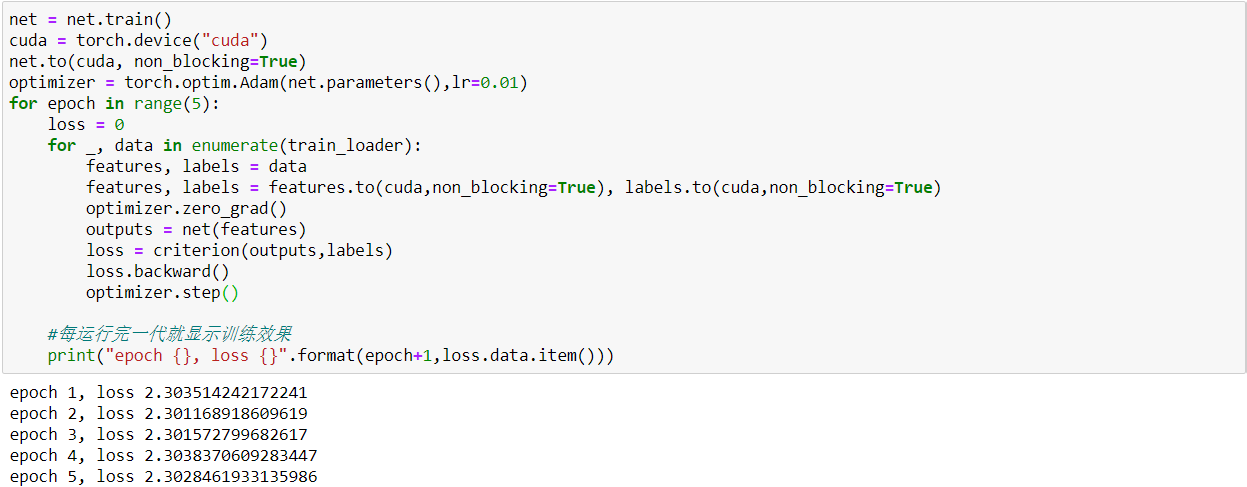 net = net.train()
cuda = torch.device("cuda")
net.to(cuda, non_blocking=True)
optimizer = torch.optim.Adam(net.parameters(),lr=0.01)
for epoch in range(5):
    loss = 0
    for _, data in enumerate(train_loader):
        features, labels = data
        features, labels = features.to(cuda,non_blocking=True), labels.to(cuda,non_blocking=True)
        optimizer.zero_grad()
        outputs = net(features)
        loss = criterion(outputs,labels)
        loss.backward()
        optimizer.step()
    #每运行完一代就显示训练效果
    print("epoch {}, loss {}".format(epoch+1,loss.data.item()))
epoch 1, loss 2.303514242172241
epoch 2, loss 2.301168918609619
epoch 3, loss 2.301572799682617
epoch 4, loss 2.3038370609283447
epoch 5, loss 2.3028461933135986